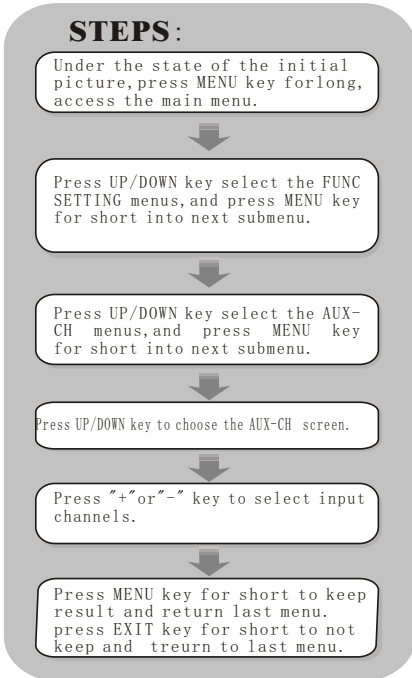 STEPS:
Under the state of the initial
picture,press MENU key forlong,
access the main menu.
Press UP/DOWN key select the FUNC
SETTING menus,and press MENU key
for short into next submenu.
Press UP/DOWN key select the AUX-
CH menus,and press MENU key
for short into next submenu.
Press UP/DOWN key to choose the AUX-CH screen.
Press "+"or"-" key to select input
channels.
Press MENU key for short to keep
result and return last menu.
press EXIT key for short to not
keep and treurn to last menu.